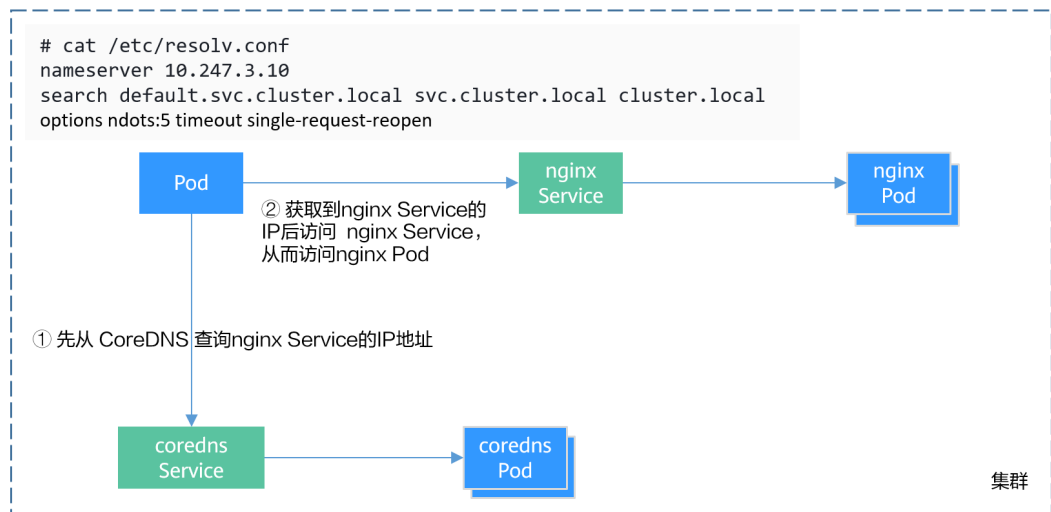 # cat /etc/resolv.conf
nameserver 10.247.3.10
search default.svc.cluster.local svc.cluster.local cluster.local
options ndots:5 timeout single-request-reopen
Pod
nginx
Service
nginx
Pod
② 获取到nginx Service的
IP后访问 nginx Service，
从而访问nginx Pod
① 先从 CoreDNS 查询nginx Service的IP地址
coredns
Service
coredns
Pod
集群